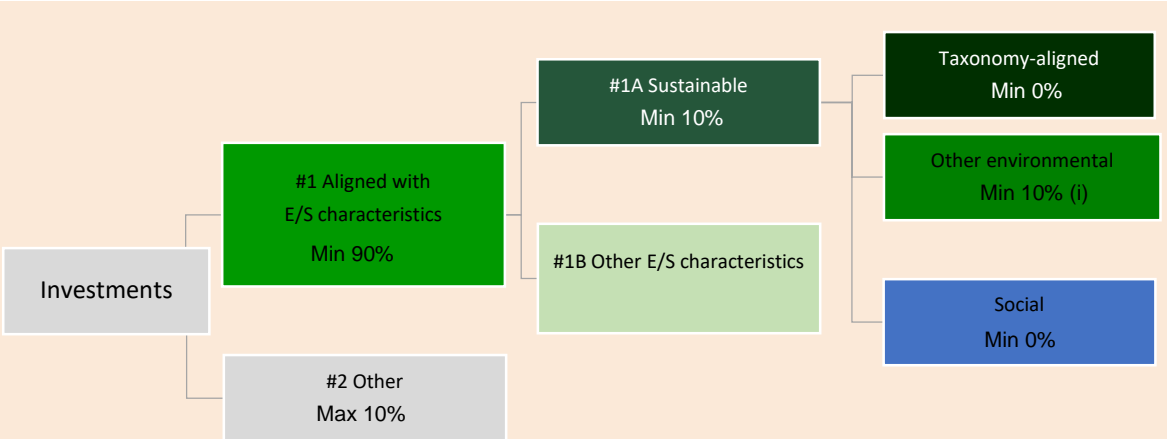 Investments
#1 Aligned with
E/S characteristics
Min 90%
#2 Other
Max 10%
#1A Sustainable
Min 10%
#1B Other E/S characteristics
Taxonomy-aligned
Min 0%
Other environmental
Min 10% (i)
Social
Min 0%